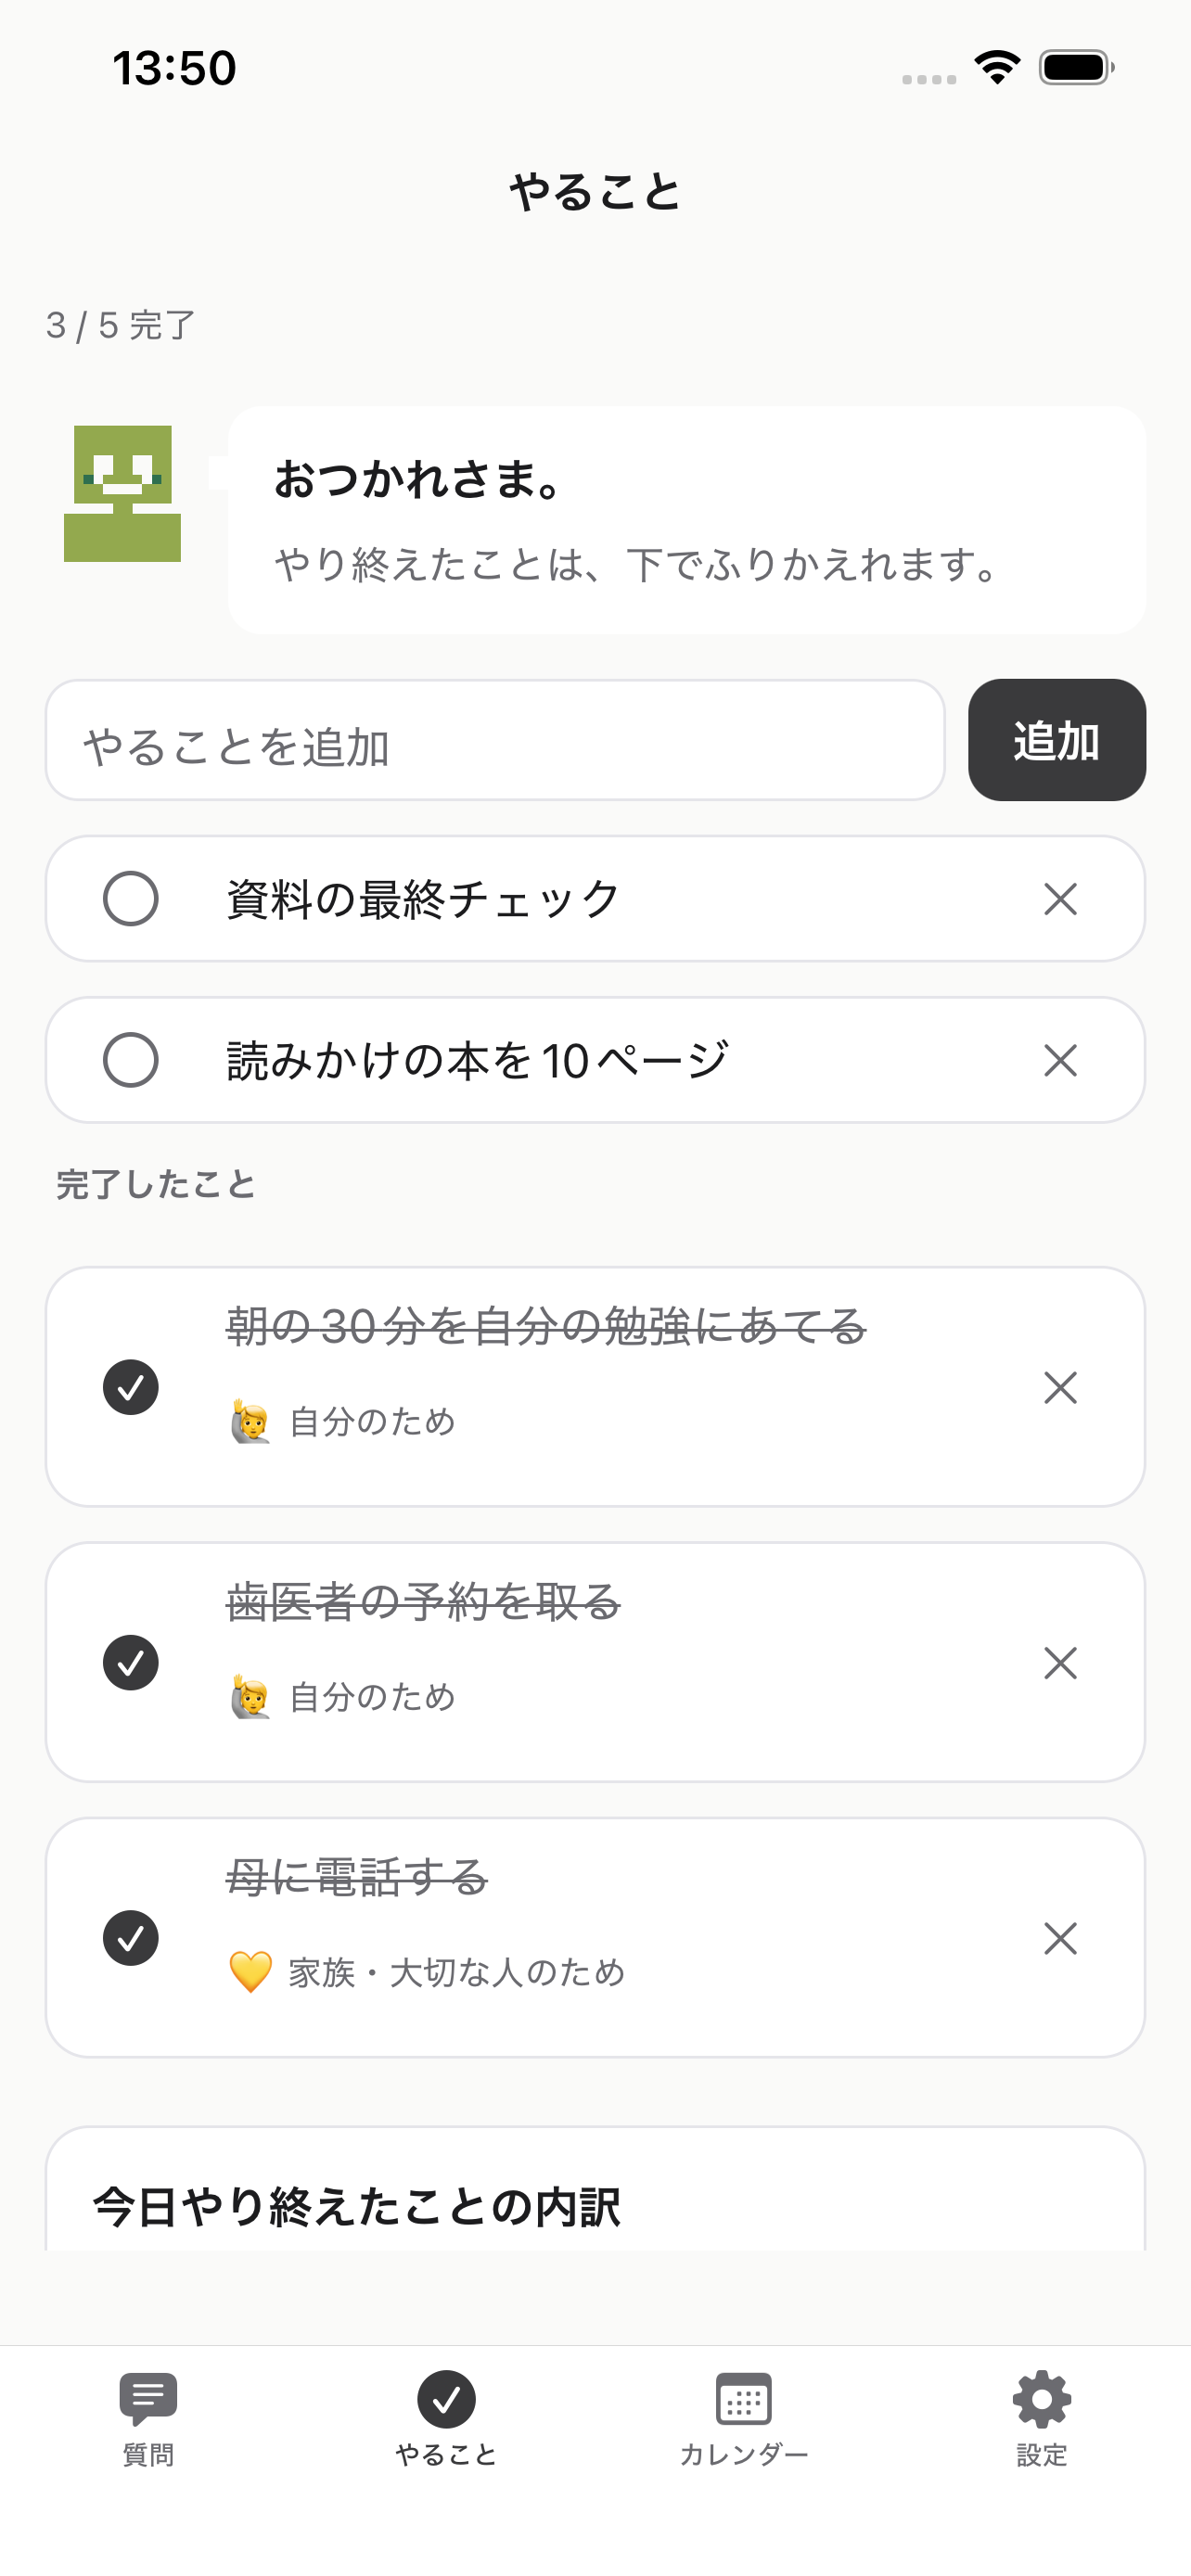 13:50
やること
3 / 5 完了
おつかれさま。
やり終えたことは、下でふりかえれます。
やることを追加
追加
資料の最終チェック
読みかけの本を10ページ
完了したこと
朝の30分を自分の勉強にあてる
🙋 自分のため
歯医者の予約を取る
🙋 自分のため
母に電話する
💛 家族・大切な人のため
今日やり終えたことの内訳
質問
やること
カレンダー
設定